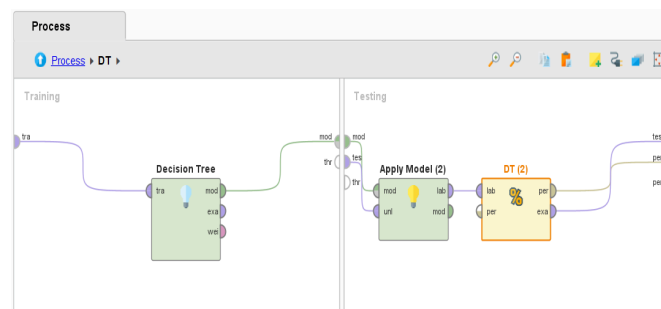 Process
Process ▸ DT ▸
Training
Testing
tra
mod
thr
mod
tes
thr
tes
per
per
Decision Tree
tra
mod
exa
wei
Apply Model (2)
mod
lab
unl
mod
DT (2)
lab
per
per
exa
%